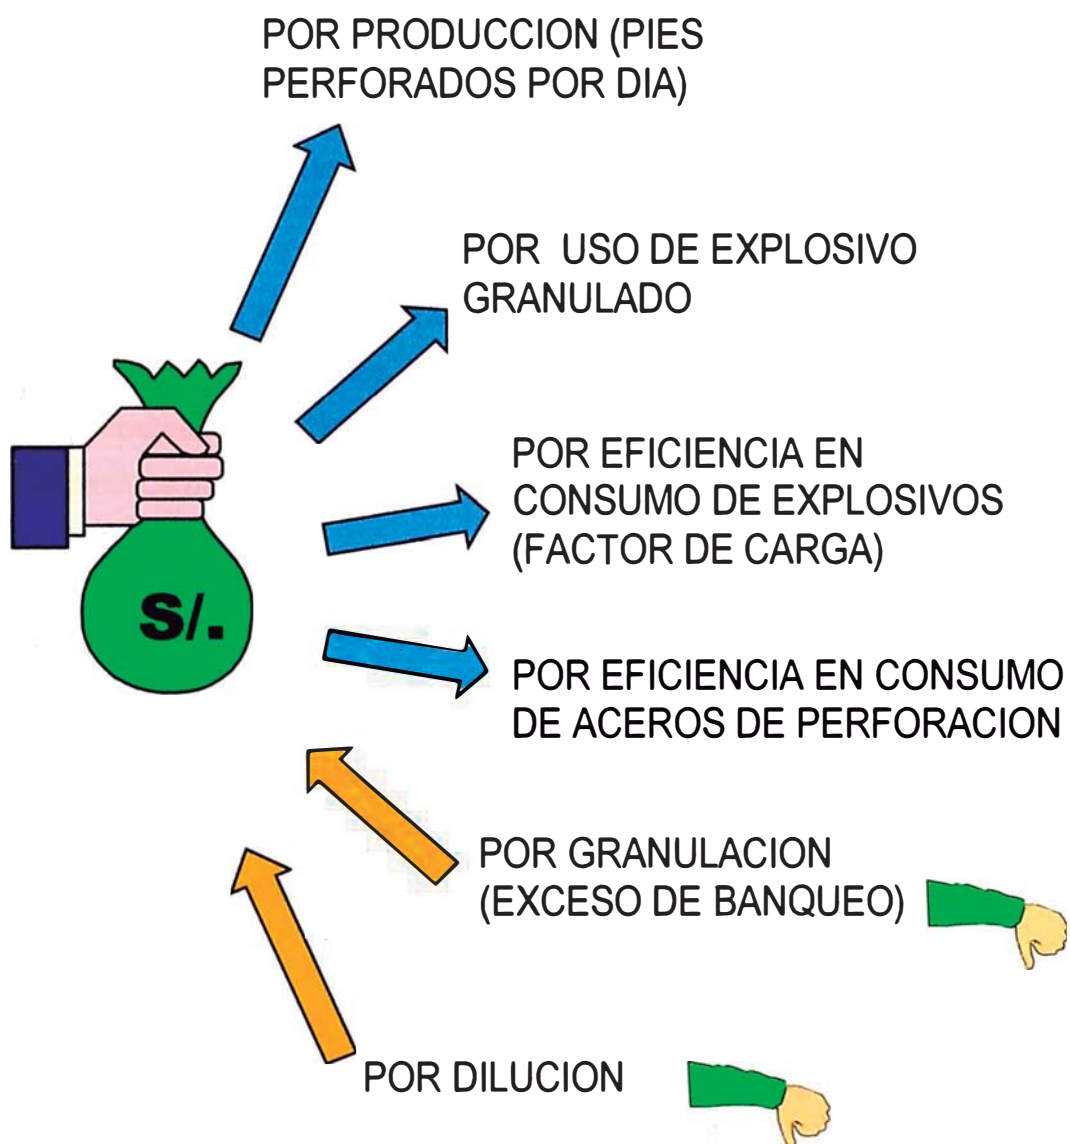 POR PRODUCCION (PIES
PERFORADOS POR DIA)
POR USO DE EXPLOSIVO
GRANULADO
POR EFICIENCIA EN
CONSUMO DE EXPLOSIVOS
(FACTOR DE CARGA)
S/.
POR EFICIENCIA EN CONSUMO
DE ACEROS DE PERFORACION
POR GRANULACION
(EXCESO DE BANQUEO)
POR DILUCION